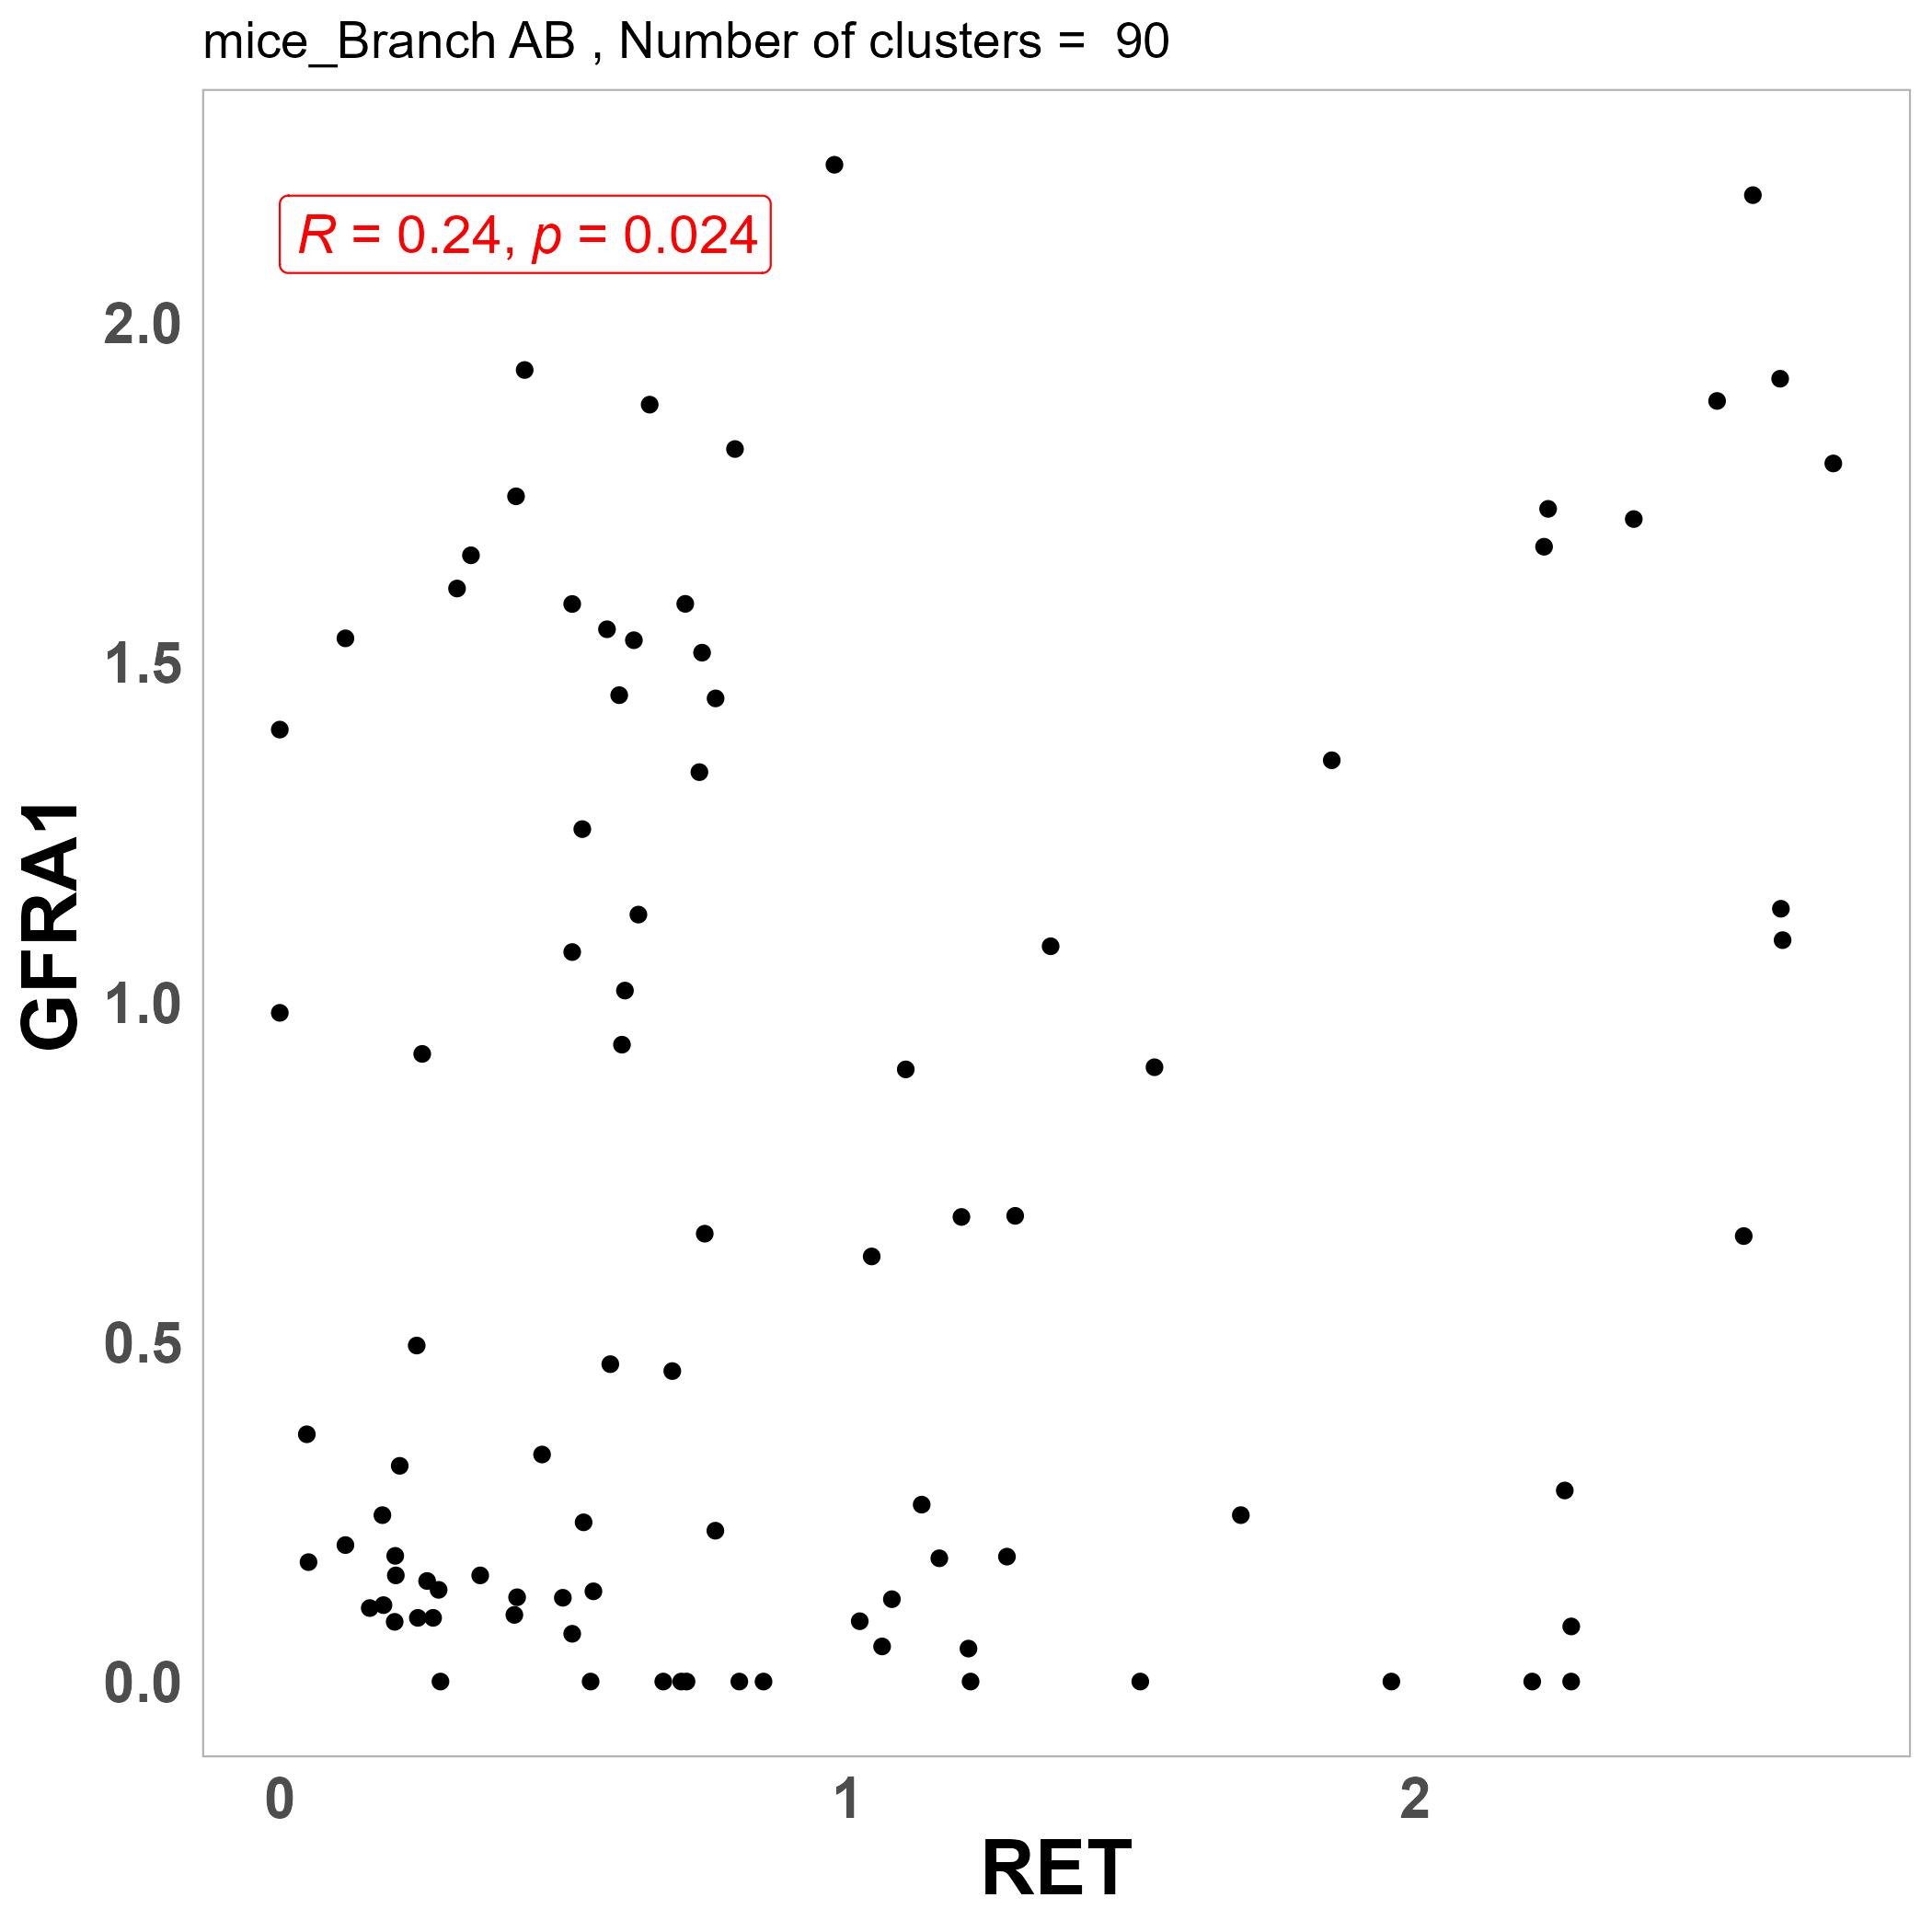 mice_Branch AB , Number of clusters =  90
R = 0.24, p = 0.024
2.0
1.5
1.0
0.5
0.0
GFRA1
0 1 2
RET